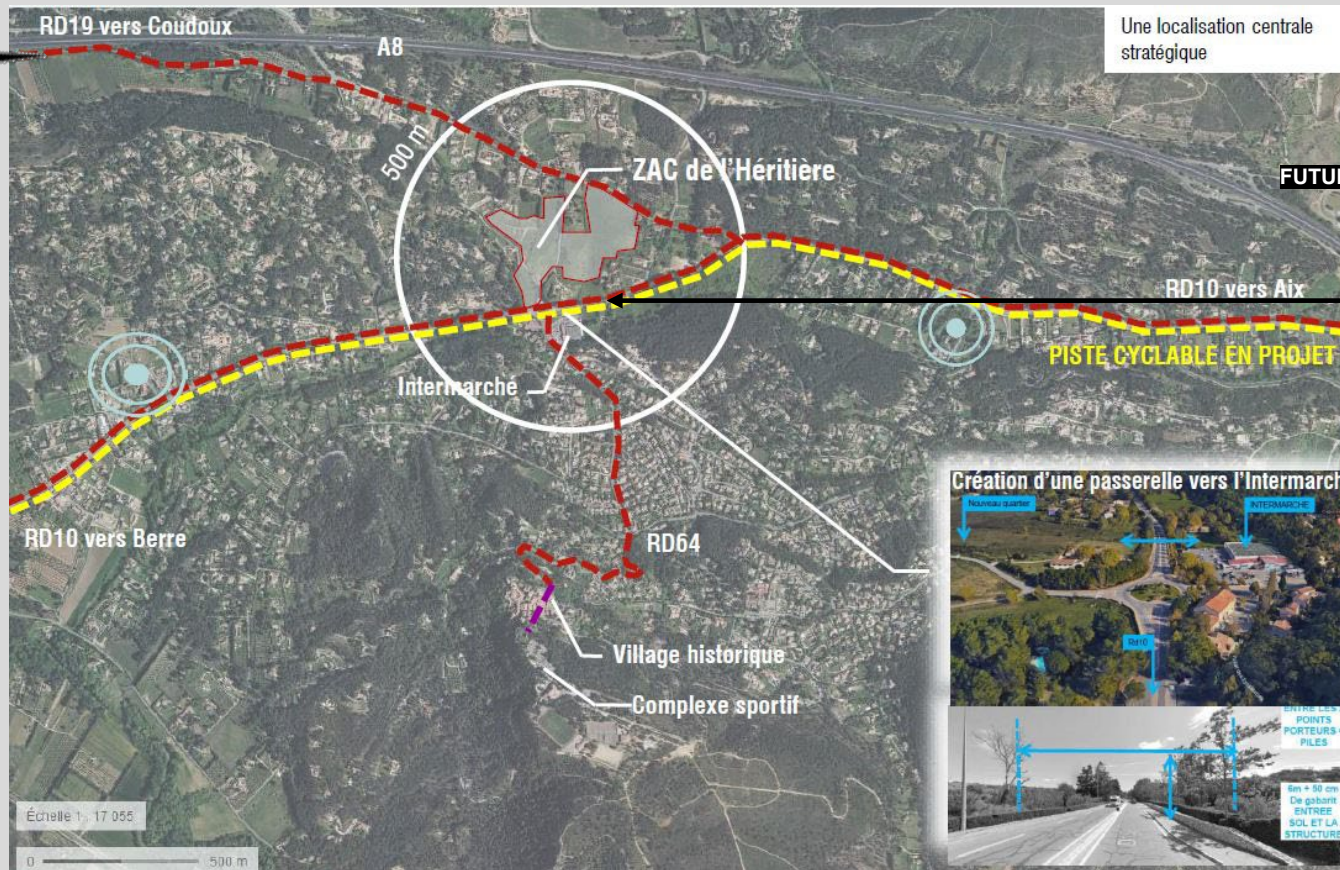 RD19 vers Coudoux
A8
Une localisation centrale
stratégique
500 m
ZAC de l'Héritière
FUTU
RD10 vers Aix
PISTE CYCLABLE EN PROJET
Intermarché
RD10 vers Berre
RD64
Village historique
Complexe sportif
Création d'une passerelle vers l'Intermarch
Nouveau quartier
INTERMARCHE
Rd10
ENTRE LES
POINTS
PORTEURS
PILES
6m + 50 cm
De gabarit
ENTREE
SOL ET LA
STRUCTURE
Échelle 1 : 17 055
0
500 m